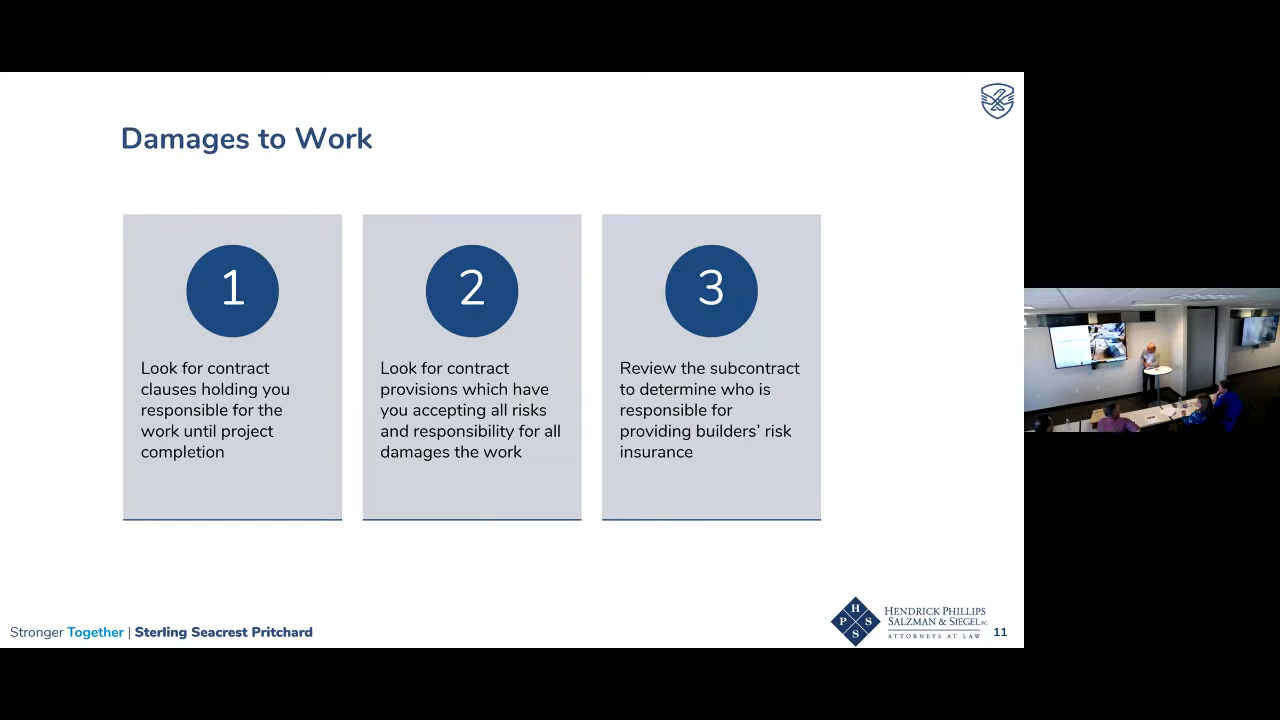 Damages to Work
1
Look for contract
clauses holding you
responsible for the
work until project
completion
2
Look for contract
provisions which have
you accepting all risks
and responsibility for all
damages the work
3
Review the subcontract
to determine who is
responsible for
providing builders’ risk
insurance
Stronger Together | Sterling Seacrest Pritchard
H
P S
S
HENDRICK PHILLIPS
SALZMAN & SIEGEL PC
ATTORNEYS AT LAW
11